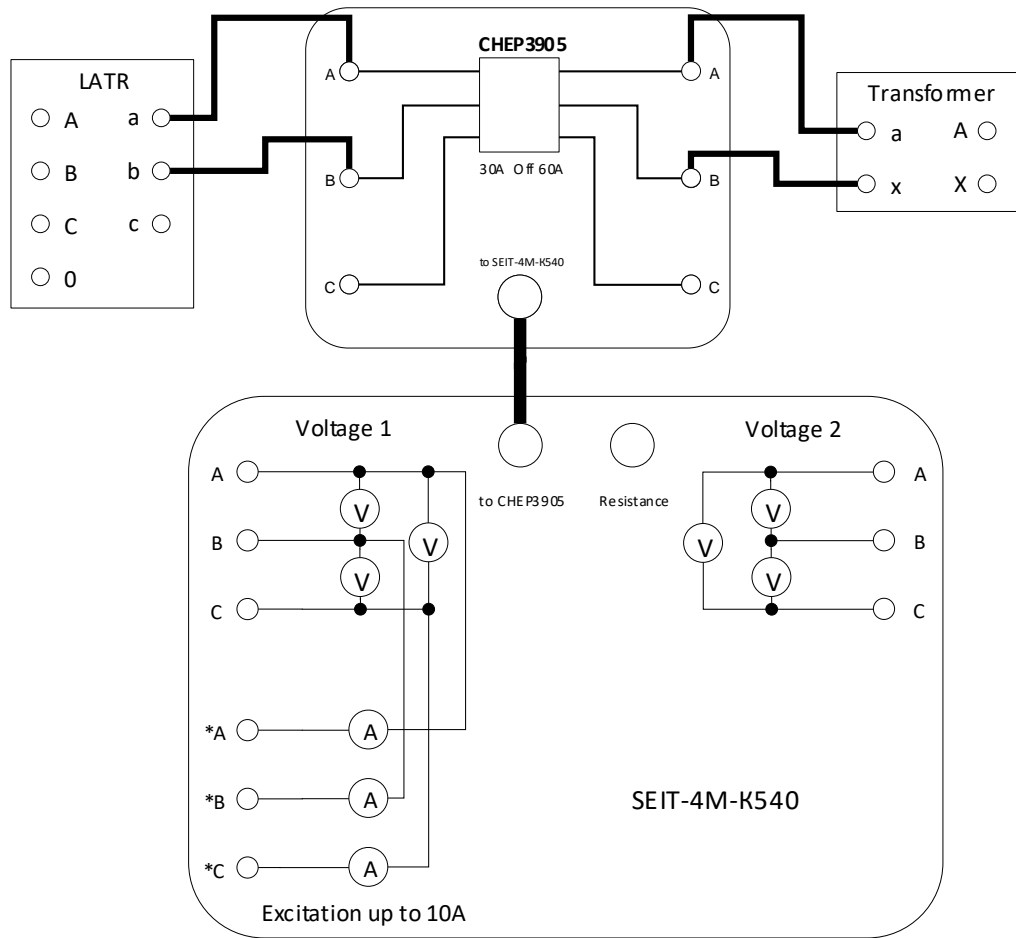 LATR
A a
B b
C c
0
CHEP3905
A A
B B
C C
30A Off 60A
to SEIT-4M-K540
Transformer
a A
x X
Voltage 1
Voltage 2
A
B
C
V
V
V
to CHEP3905
Resistance
V
V
V
A
B
C
*A A
*B A
*C A
SEIT-4M-K540
Excitation up to 10A